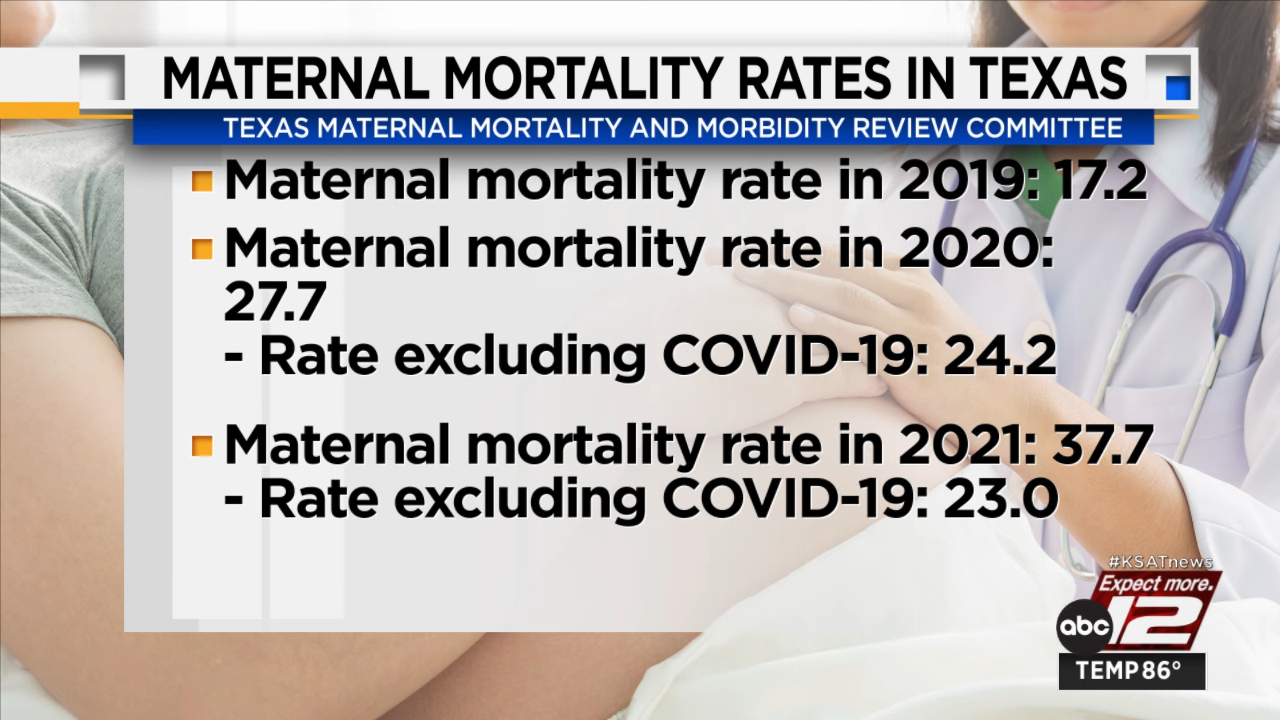 MATERNAL MORTALITY RATES IN TEXAS
TEXAS MATERNAL MORTALITY AND MORBIDITY REVIEW COMMITTEE
Maternal mortality rate in 2019: 17.2
Maternal mortality rate in 2020:
27.7
- Rate excluding COVID-19: 24.2
Maternal mortality rate in 2021: 37.7
- Rate excluding COVID-19: 23.0
#KSATnews
Expect more.
abc 12
TEMP 86°